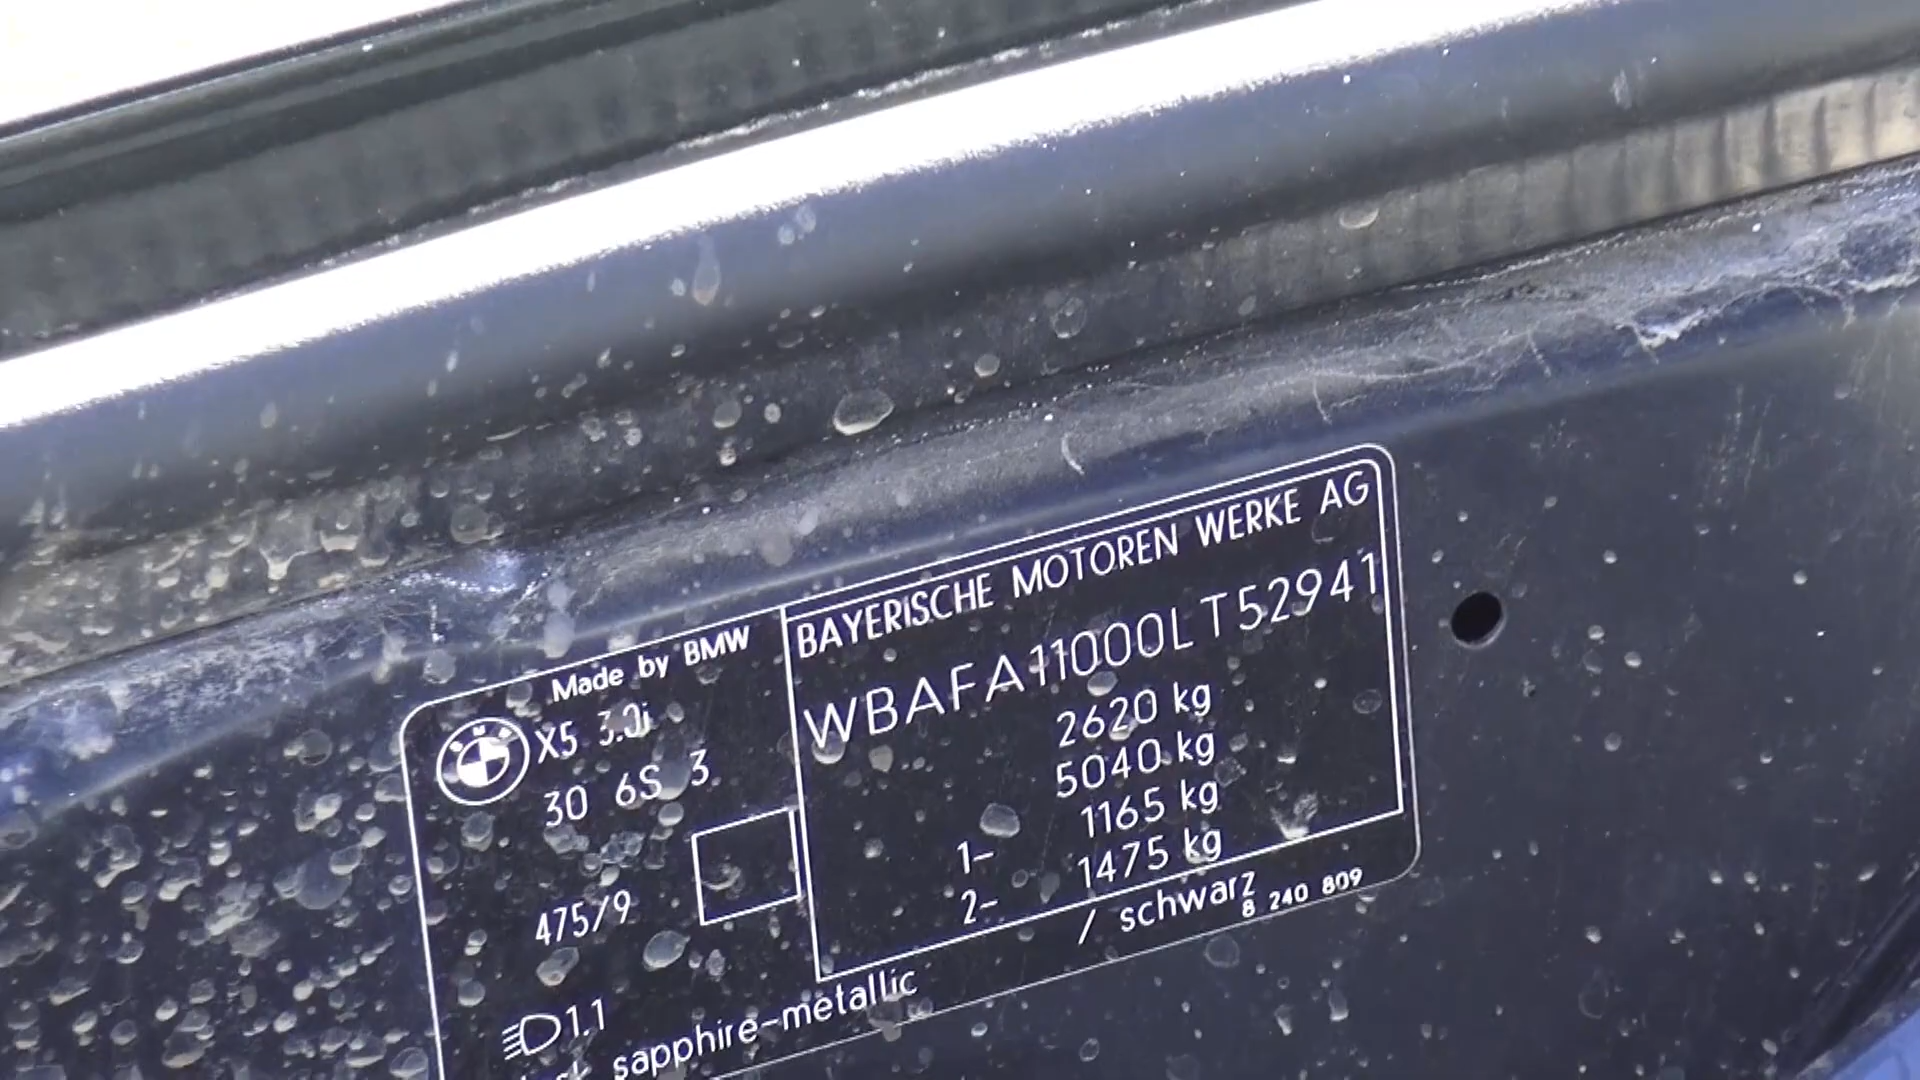 Made by BMW
X5 3.0i
30 6S 3
475/9
1.1
sapphire-metallic
BAYERISCHE MOTOREN WERKE AG
WBAFA11000LT52941
2620 kg
5040 kg
1- 1165 kg
2- 1475 kg
/ schwarz
8 240 809